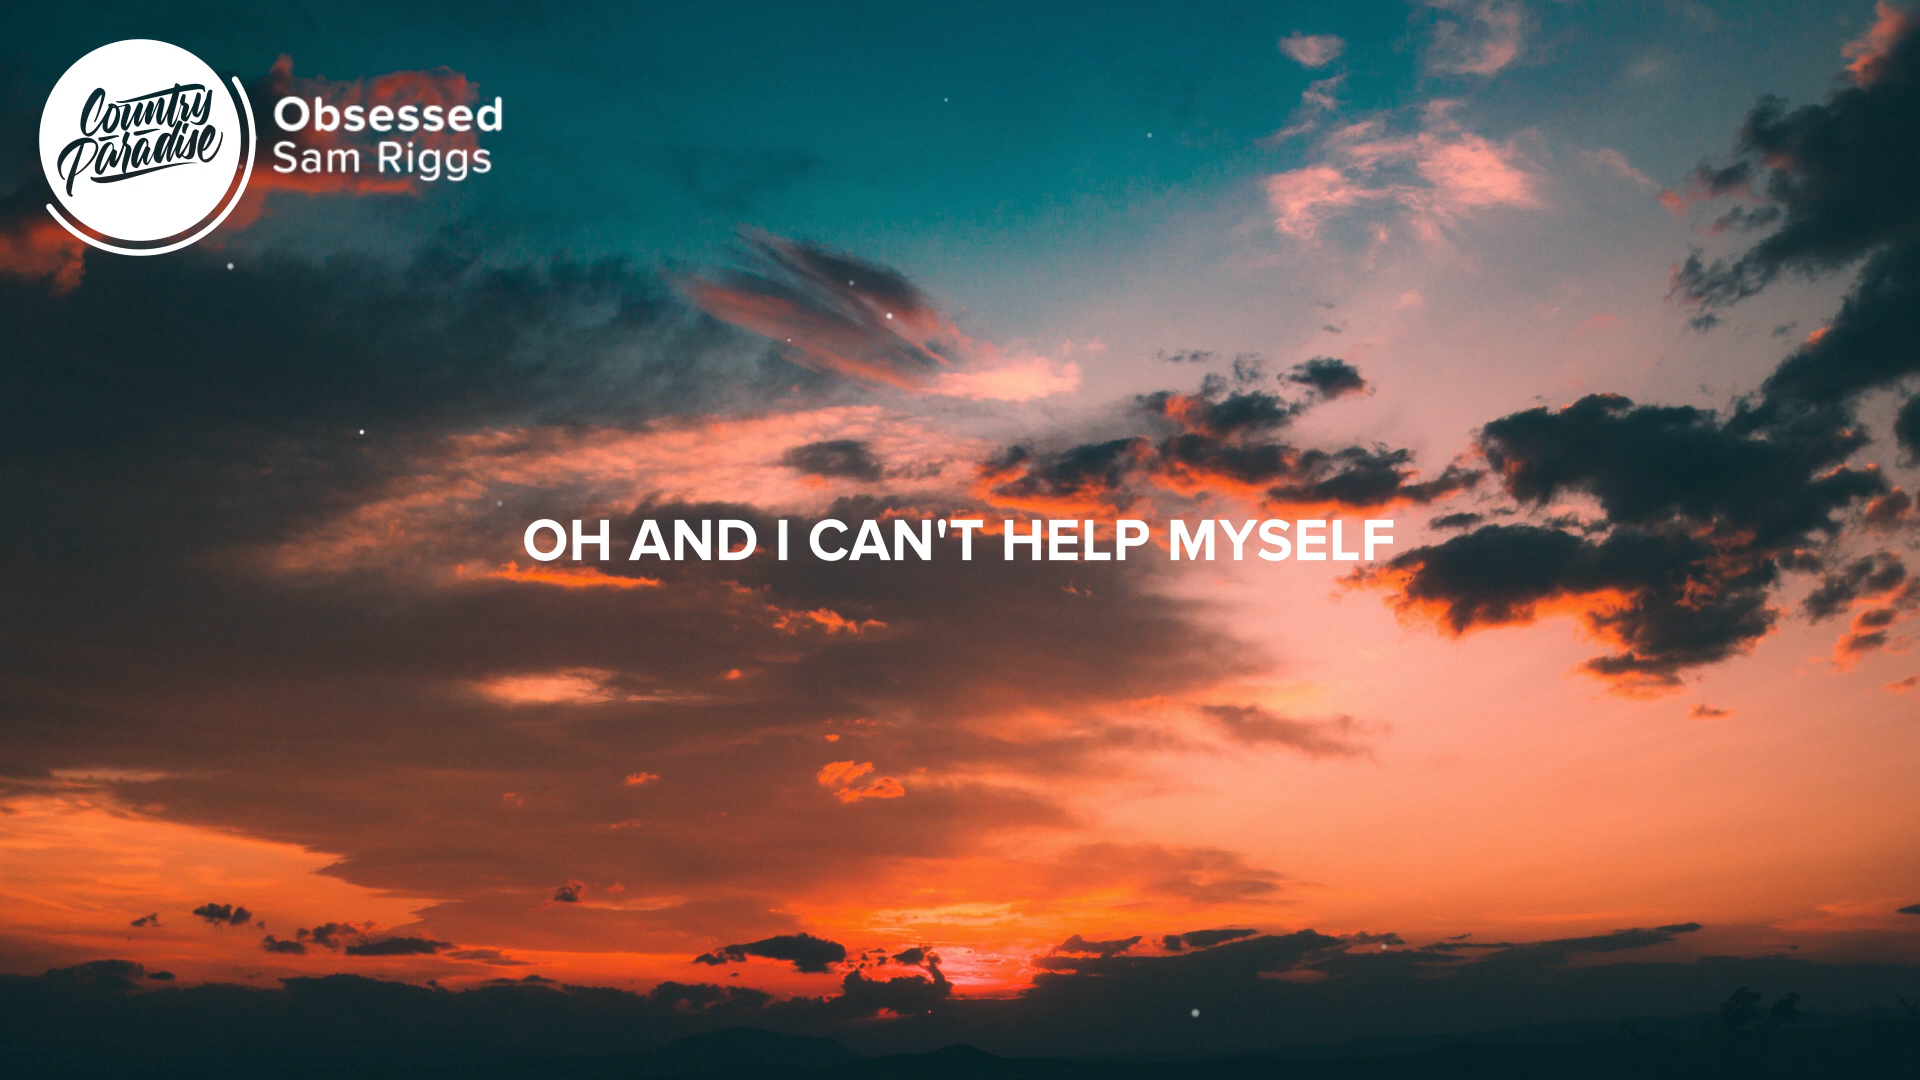 Country
Paradise
Obsessed
Sam Riggs
OH AND I CAN'T HELP MYSELF